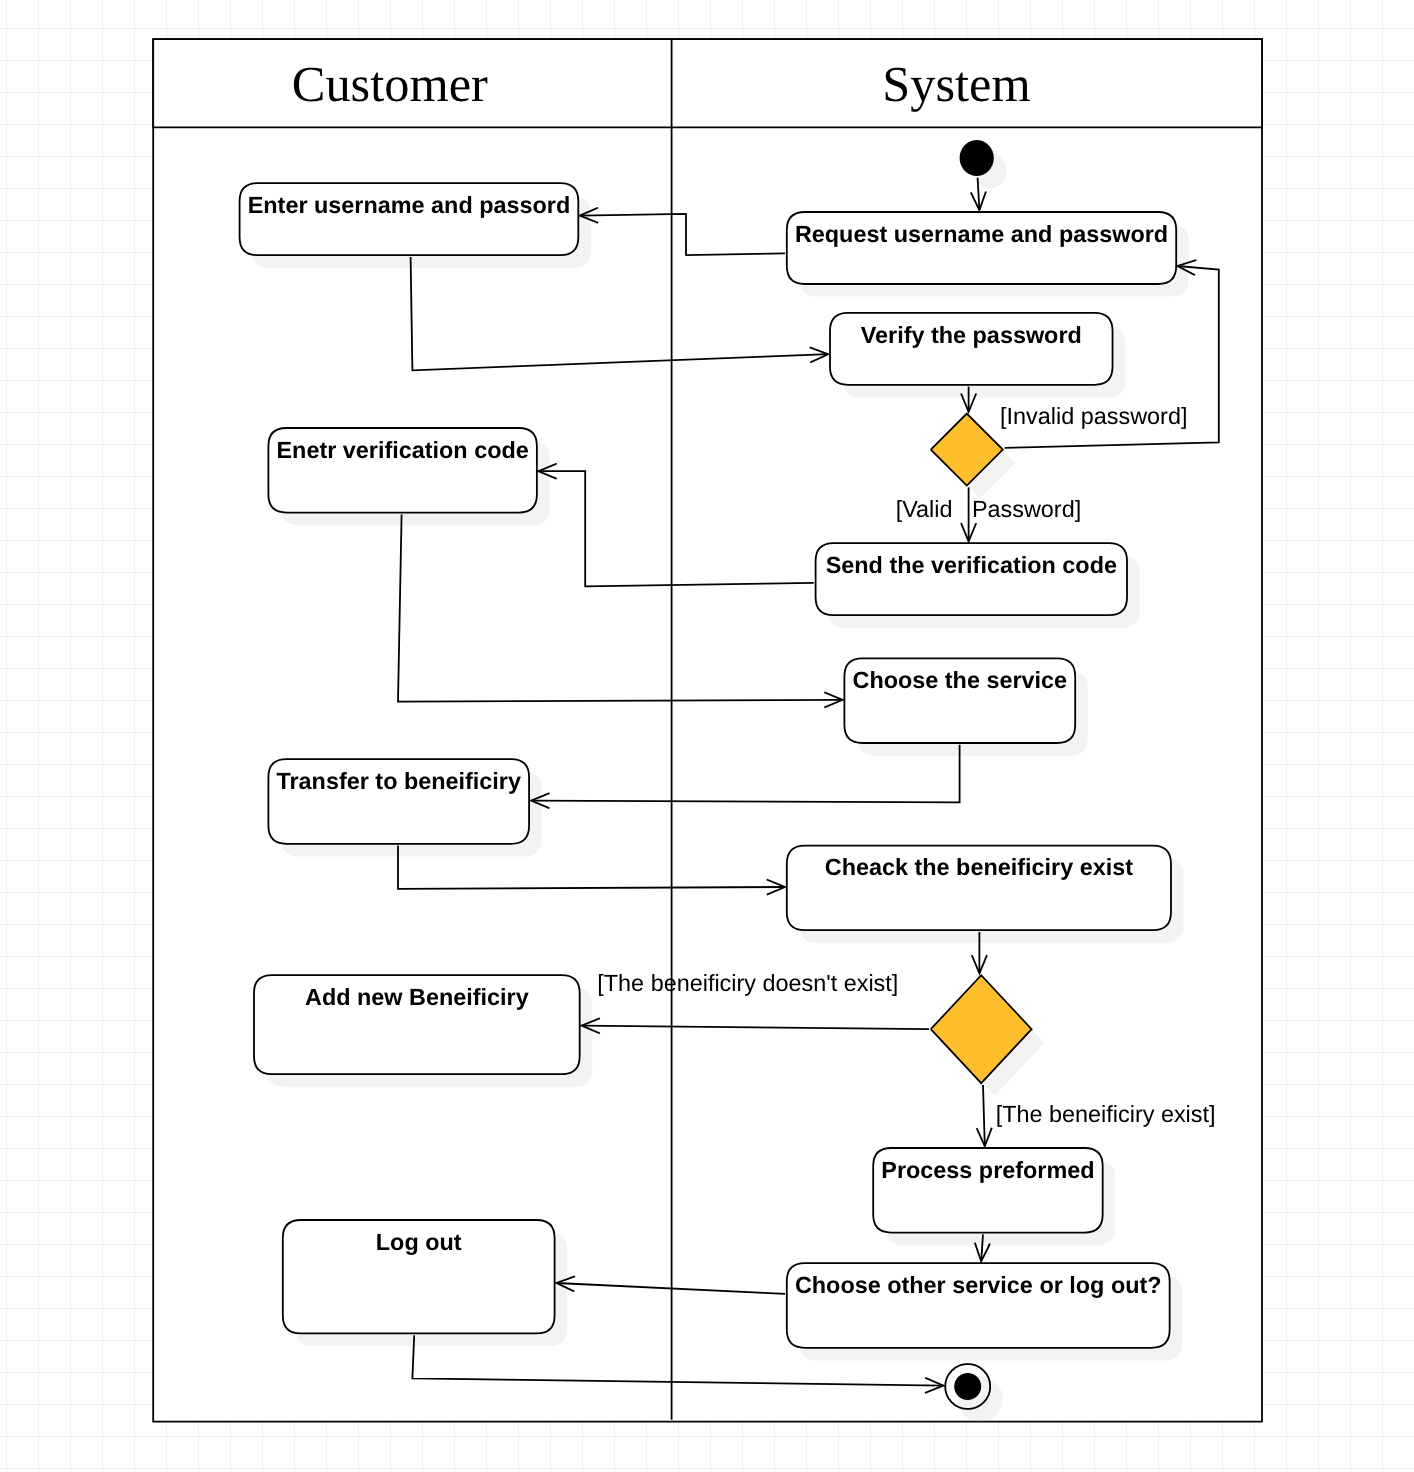 Customer
System
Enter username and passord
Request username and password
Verify the password
[Invalid password]
Enetr verification code
[Valid Password]
Send the verification code
Choose the service
Transfer to beneificiry
Cheack the beneificiry exist
[The beneificiry doesn't exist]
Add new Beneificiry
[The beneificiry exist]
Process preformed
Log out
Choose other service or log out?